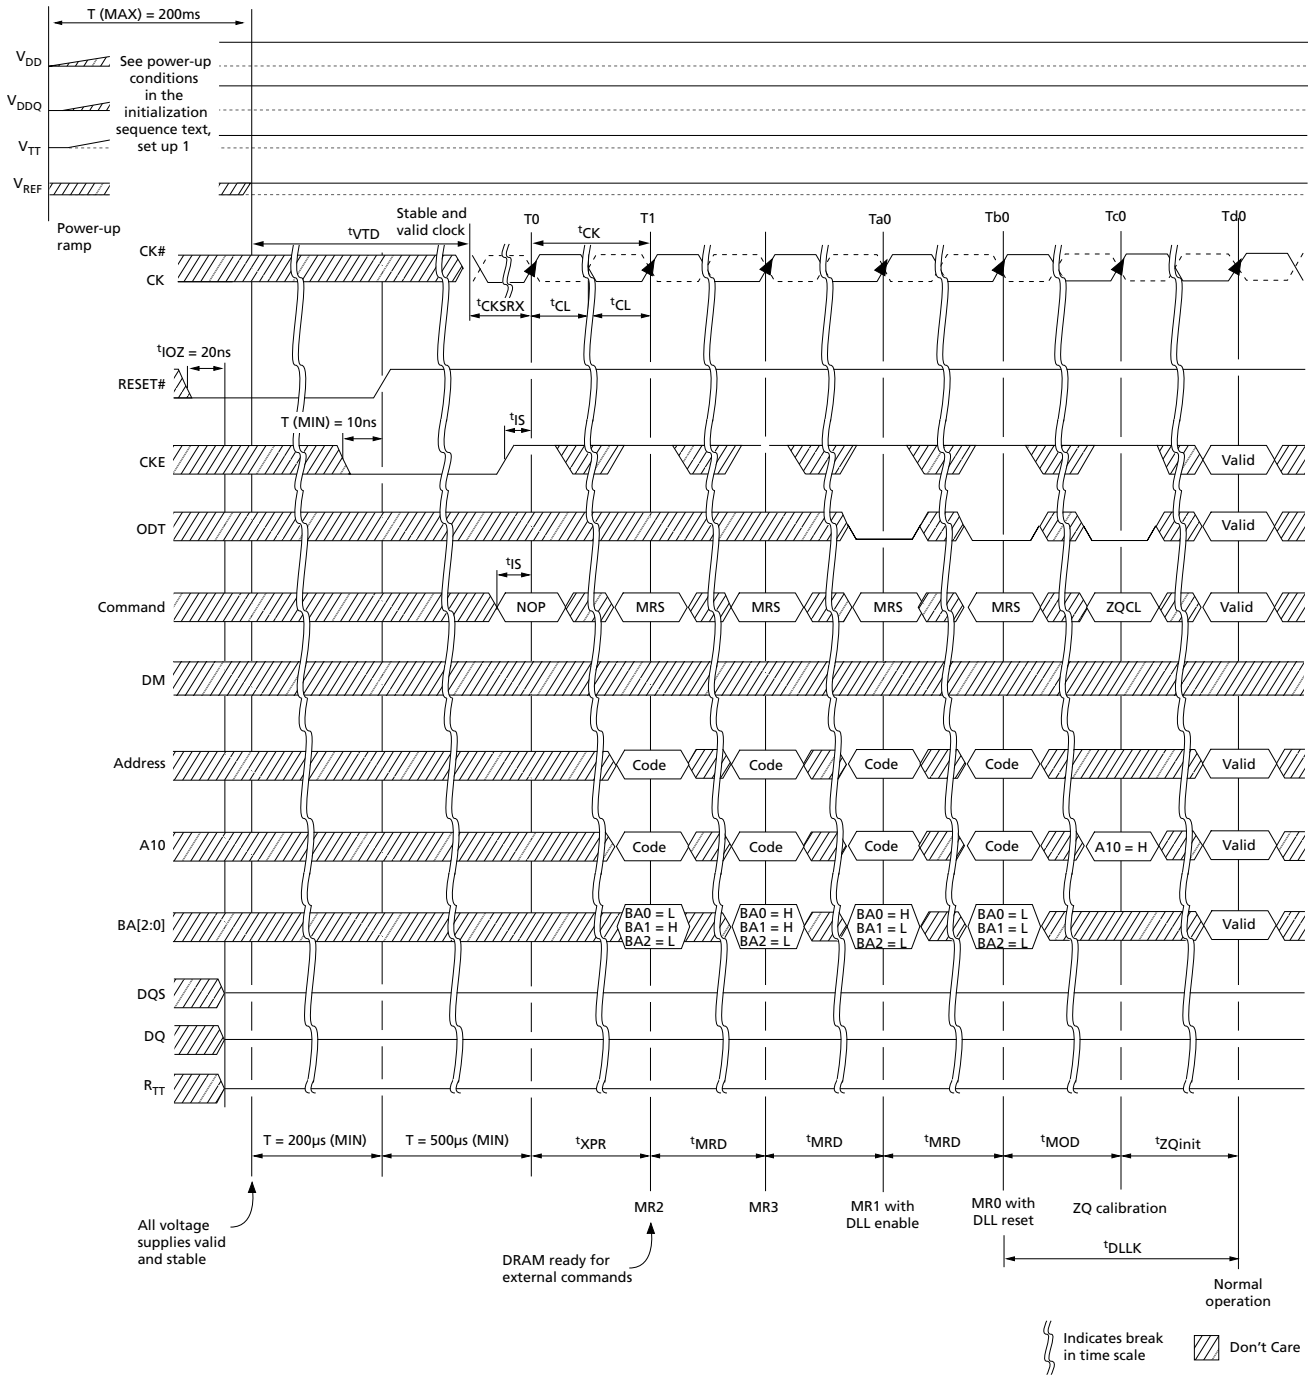 T (MAX) = 200ms
VDD
See power-up
conditions
in the
initialization
sequence text,
set up 1
VDDQ
VTT
VREF
Power-up
ramp
Stable and
valid clock
T0
T1
Ta0
Tb0
Tc0
Td0
tVTD
tCK
CK#
CK
tCKSRX
tCL
tCL
tIOZ = 20ns
RESET#
T (MIN) = 10ns
tIS
CKE
Valid
ODT
Valid
tIS
Command
NOP
MRS
MRS
MRS
MRS
ZQCL
Valid
DM
Address
Code
Code
Code
Code
Valid
A10
Code
Code
Code
Code
A10 = H
Valid
BA[2:0]
BA0 = L
BA1 = H
BA2 = L
BA0 = H
BA1 = H
BA2 = L
BA0 = H
BA1 = L
BA2 = L
BA0 = L
BA1 = L
BA2 = L
Valid
DQS
DQ
RTT
T = 200µs (MIN)
T = 500µs (MIN)
tXPR
tMRD
tMRD
tMRD
tMOD
tZQinit
All voltage
supplies valid
and stable
MR2
MR3
MR1 with
DLL enable
MR0 with
DLL reset
ZQ calibration
DRAM ready for
external commands
tDLLK
Normal
operation
Indicates break
in time scale
Don't Care